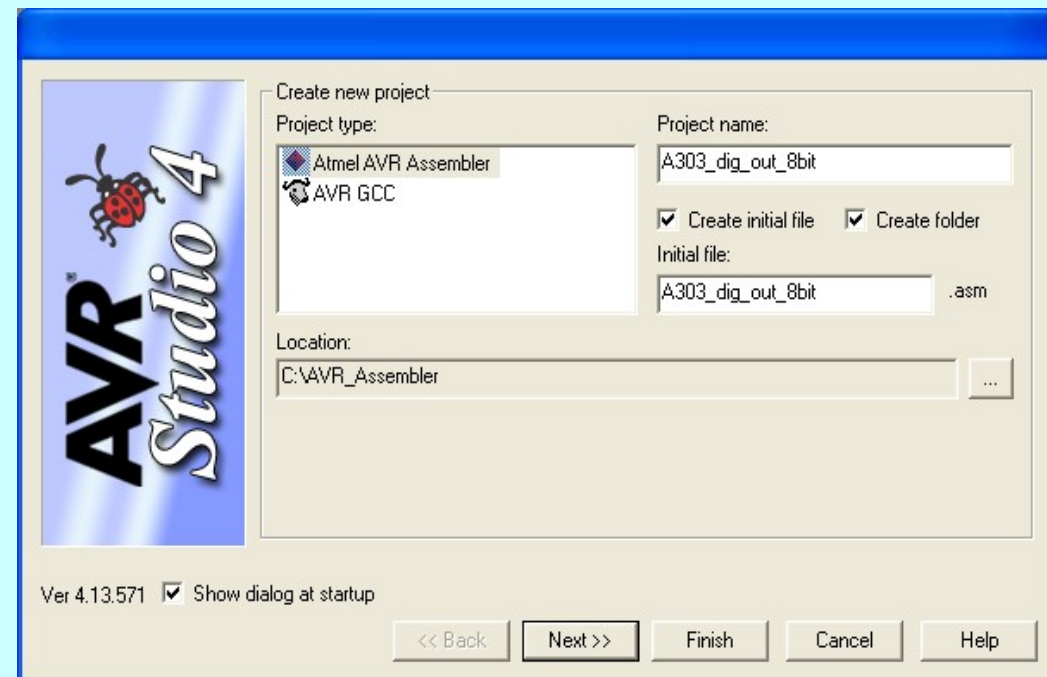 AVR®
Studio 4
Create new project
Project type:
Atmel AVR Assembler
AVR GCC
Project name:
A303_dig_out_8bit
Create initial file Create folder
Initial file:
A303_dig_out_8bit .asm
Location:
C:\AVR_Assembler ...
Ver 4.13.571 Show dialog at startup
<< Back Next >> Finish Cancel Help